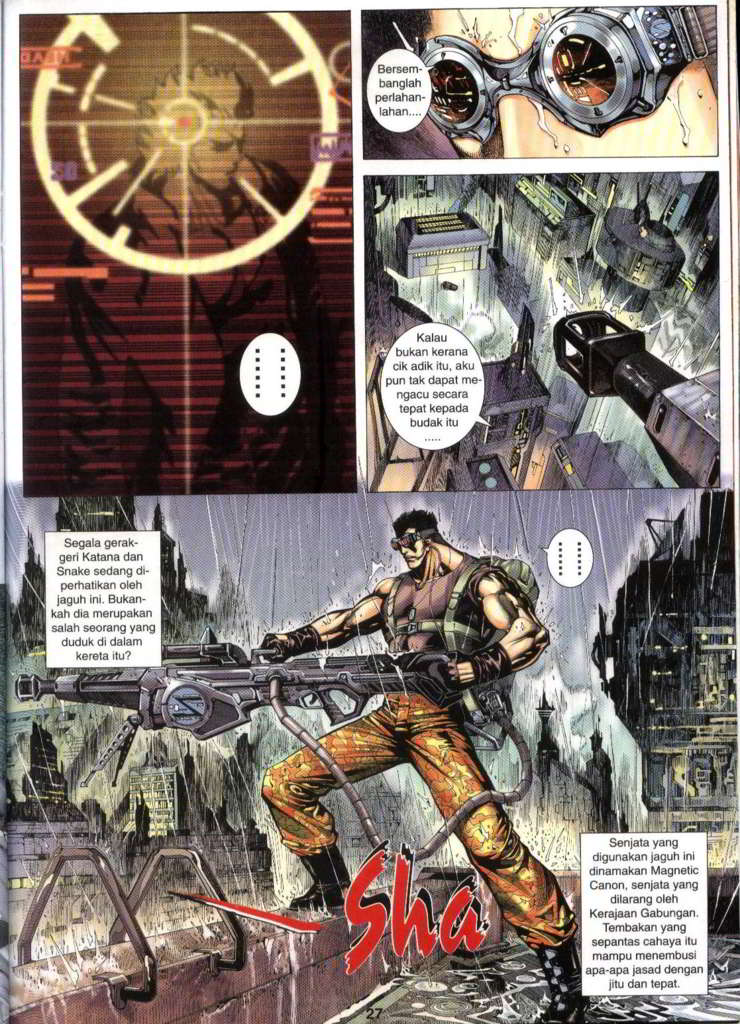 Bersem-
banglah
perlahan-
lahan....
Kalau
bukan kerana
cik adik itu, aku
pun tak dapat me-
ngacu secara
tepat kepada
budak itu
.....
Segala gerak-
geri Katana dan
Snake sedang di-
perhatikan oleh
jaguh ini. Bukan-
kah dia merupakan
salah seorang yang
duduk di dalam
kereta itu?
Senjata yang
digunakan jaguh ini
dinamakan Magnetic
Canon, senjata yang
dilarang oleh
Kerajaan Gabungan.
Tembakan yang
sepantas cahaya itu
mampu menembusi
apa-apa jasad dengan
jitu dan tepat.
Sha
27